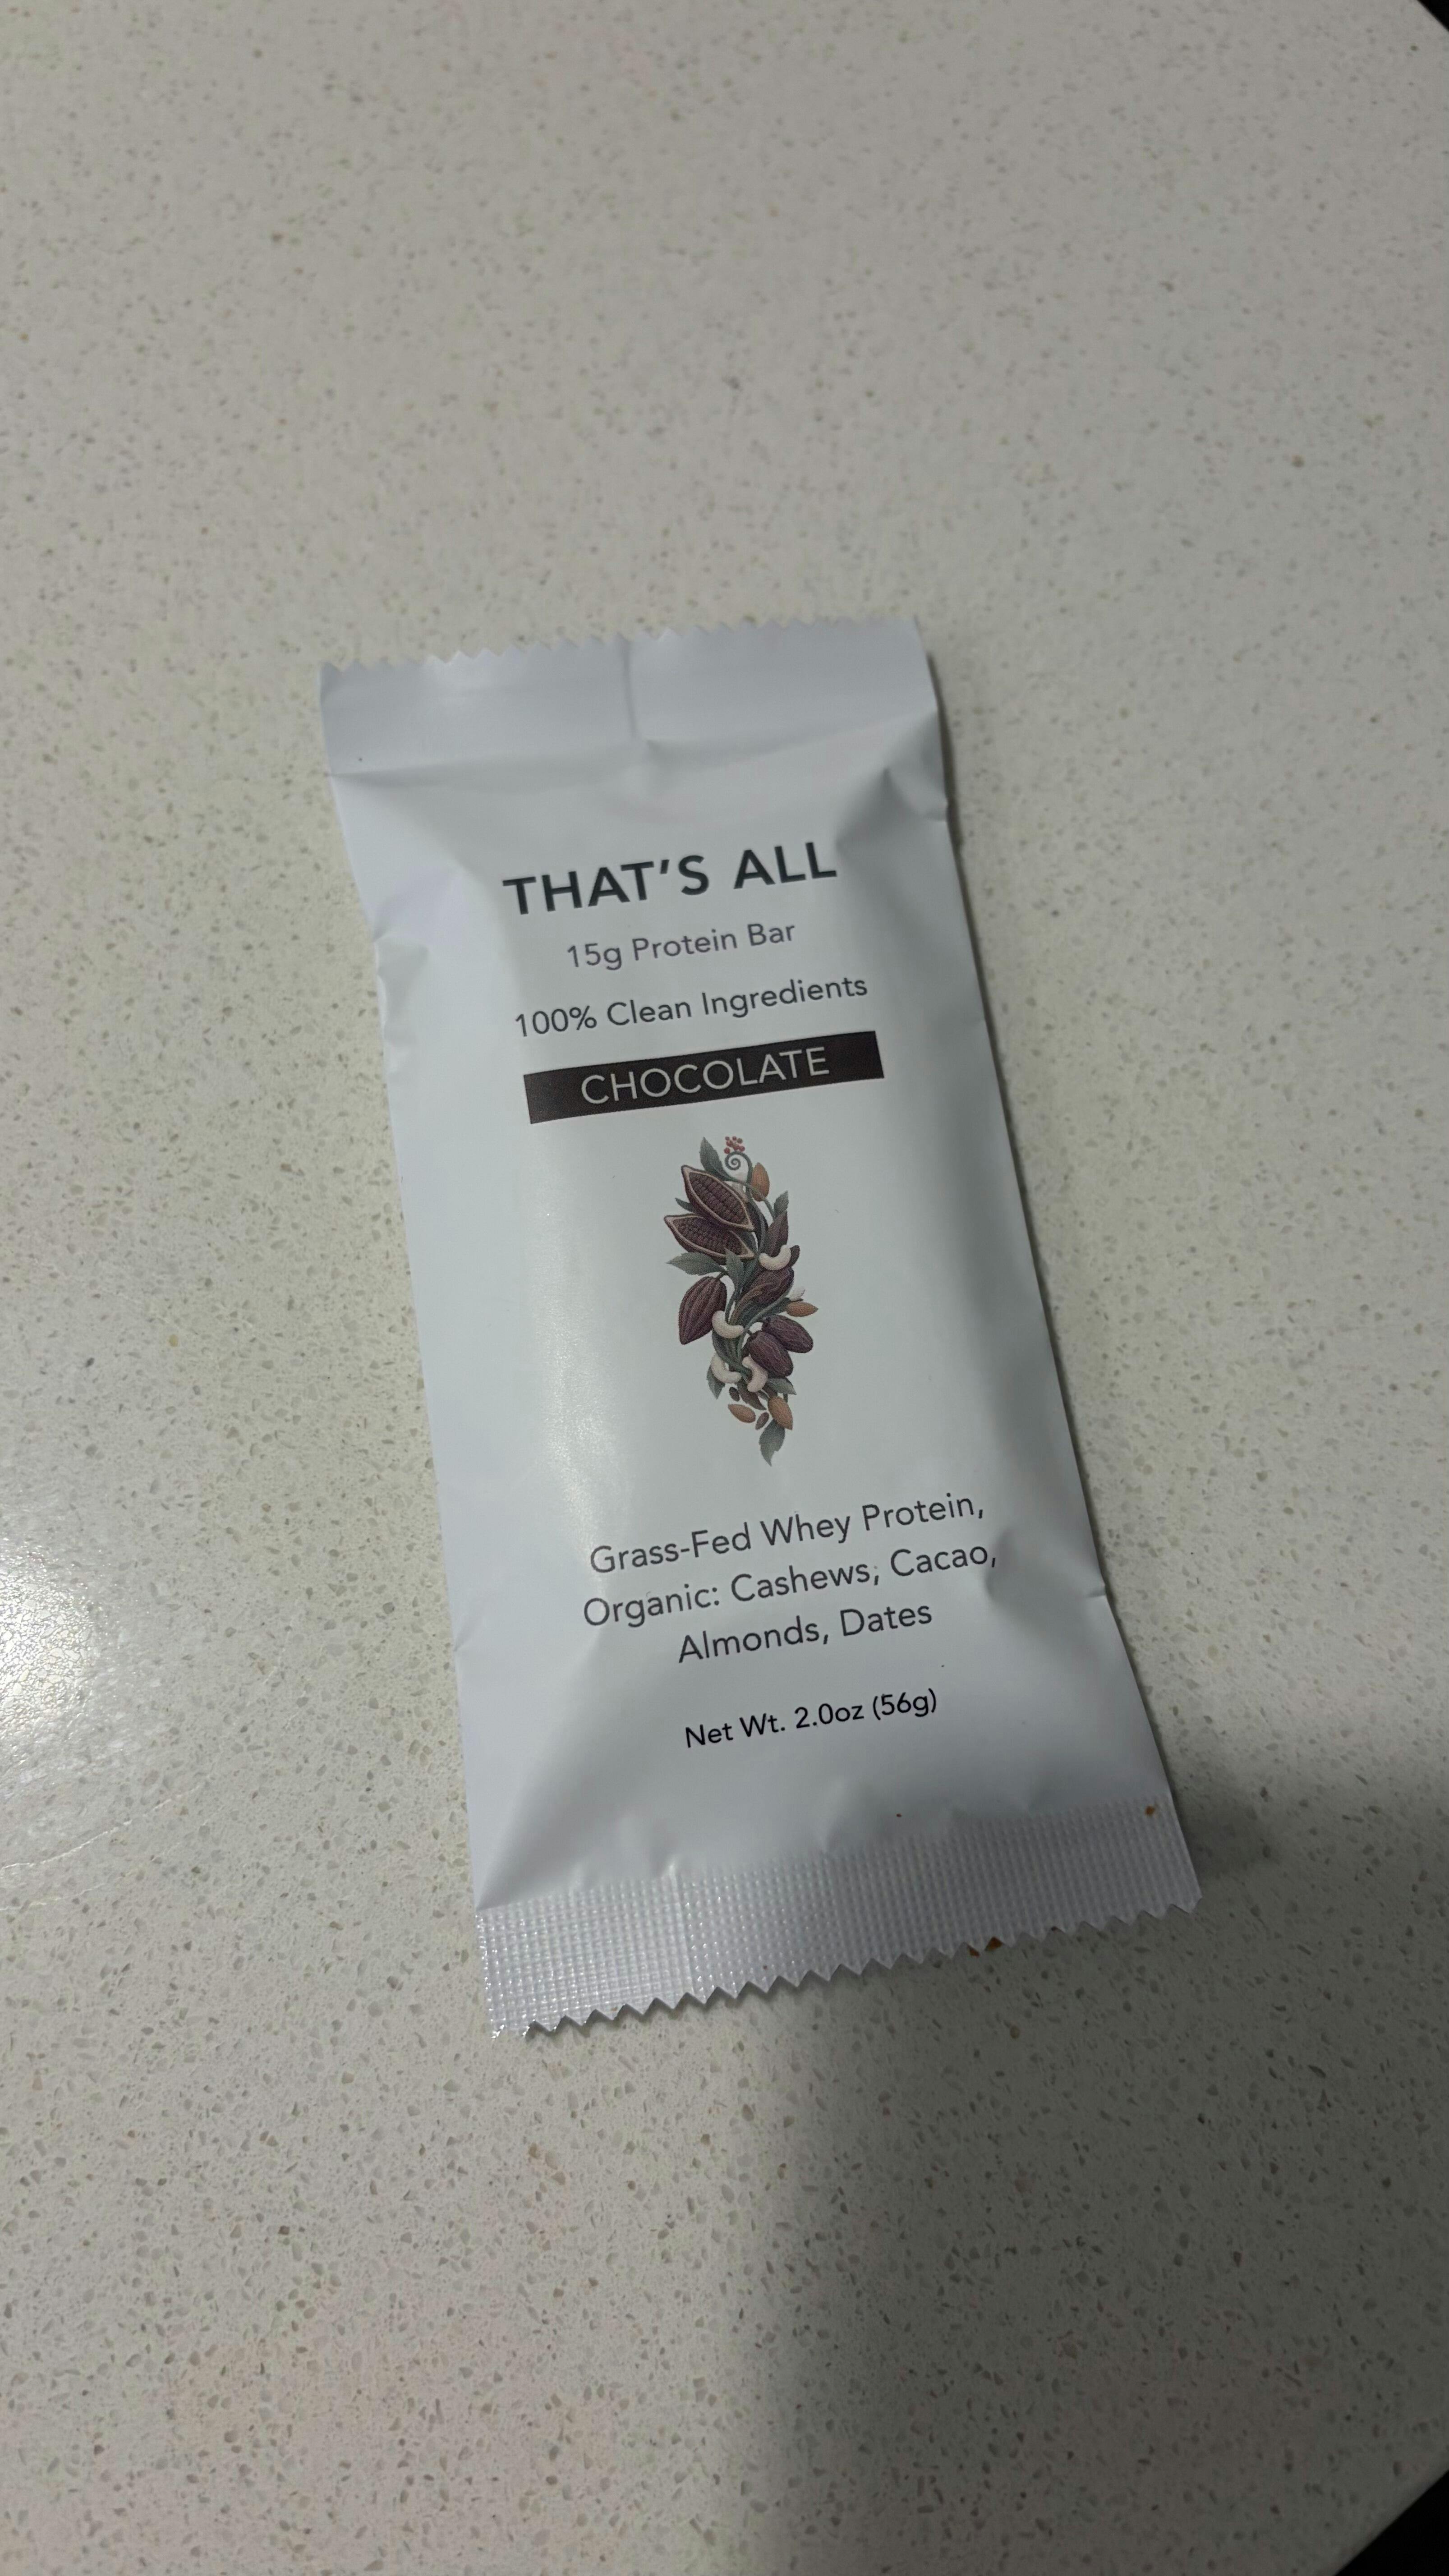 THAT'S ALL
15g Protein Bar
100% Clean Ingredients
CHOCOLATE
Grass-Fed Whey Protein,
Organic: Cashews, Cacao,
Almonds, Dates
Net Wt. 2.0oz (56g)